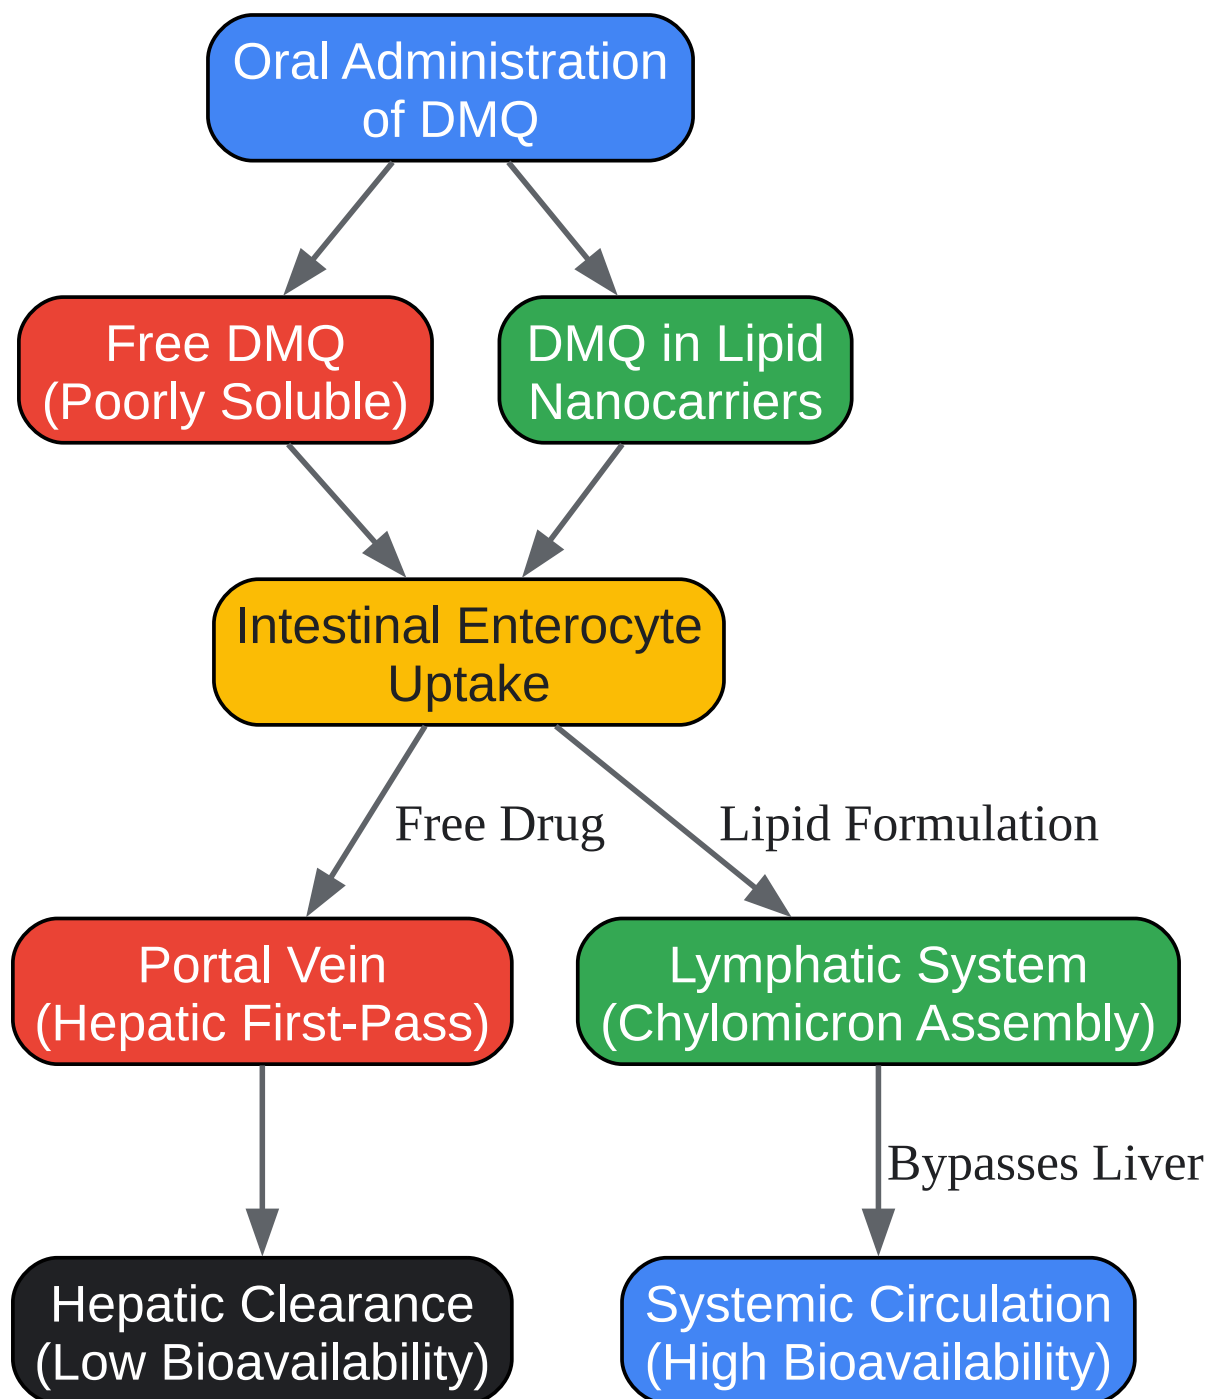 Oral Administration
of DMQ
Free DMQ
(Poorly Soluble)
DMQ in Lipid
Nanocarriers
Intestinal Enterocyte
Uptake
Free Drug
Lipid Formulation
Portal Vein
(Hepatic First-Pass)
Lymphatic System
(Chylomicron Assembly)
Bypasses Liver
Hepatic Clearance
(Low Bioavailability)
Systemic Circulation
(High Bioavailability)